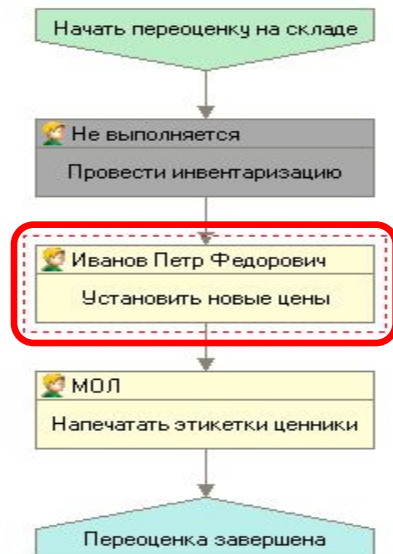 Начать переоценку на складе
Не выполняется
Провести инвентаризацию
Иванов Петр Федорович
Установить новые цены
МОЛ
Напечатать этикетки ценники
Переоценка завершена